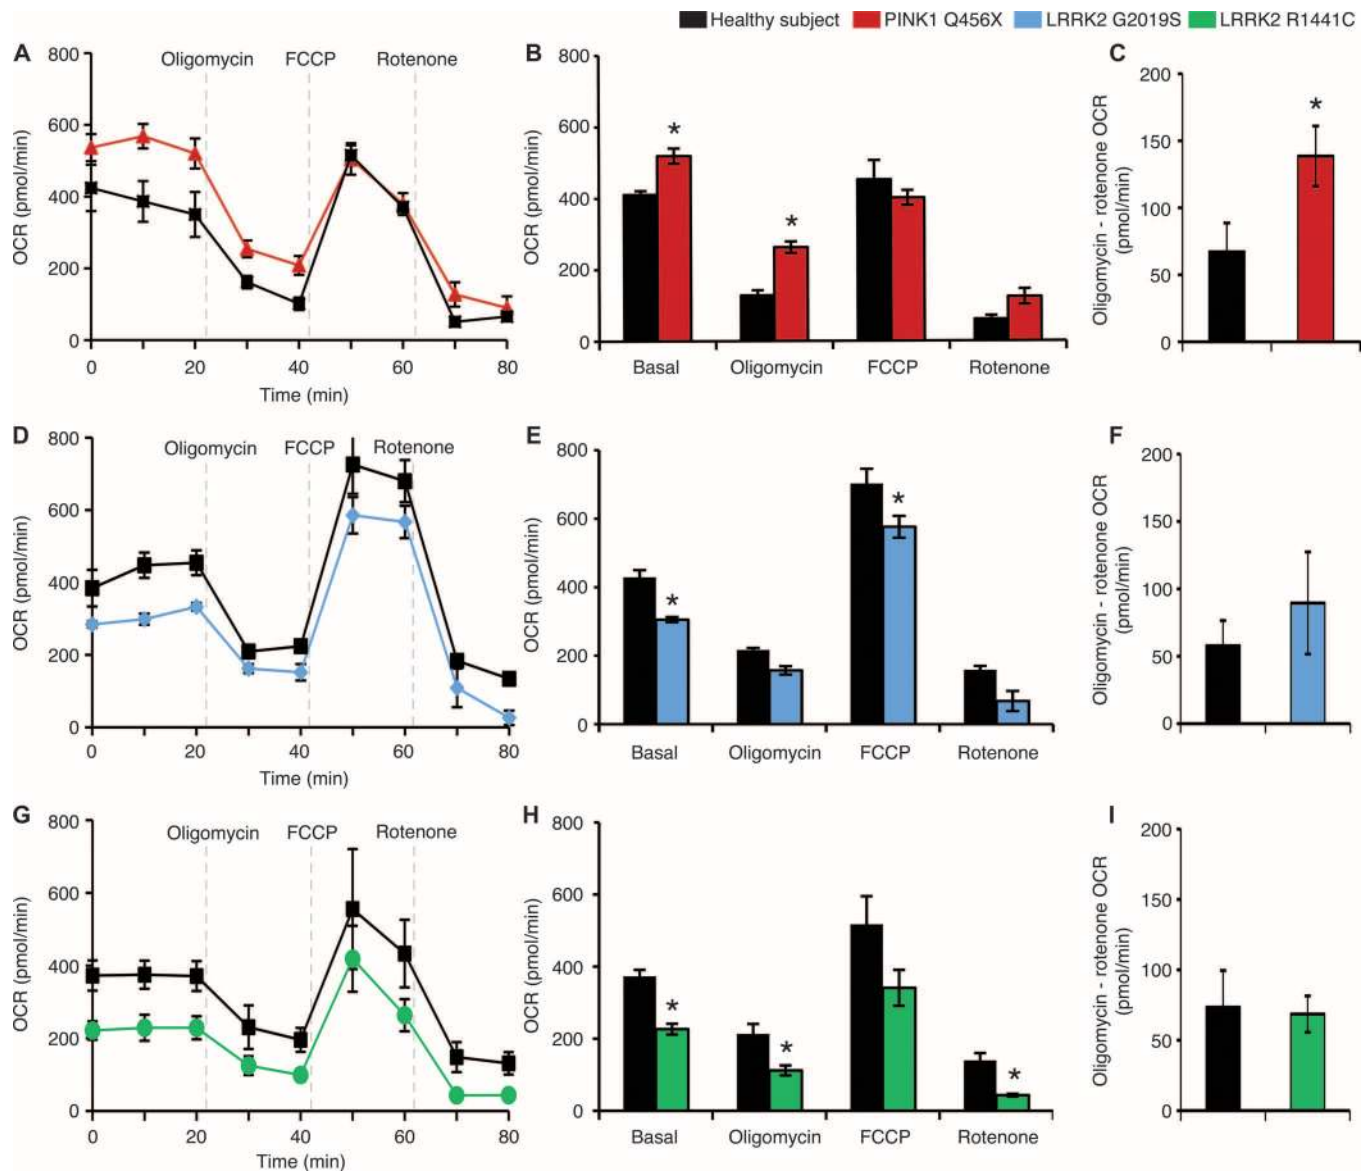 Healthy subject PINK1 Q456X LRRK2 G2019S LRRK2 R1441C
A
800
600
400
200
0
OCR (pmol/min)
Oligomycin FCCP Rotenone
0 20 40 60 80
Time (min)
B
800
600
400
200
0
OCR (pmol/min)
* *
Basal Oligomycin FCCP Rotenone
C
200
150
100
50
0
Oligomycin - rotenone OCR
(pmol/min)
*
D
800
600
400
200
0
OCR (pmol/min)
Oligomycin FCCP Rotenone
0 20 40 60 80
Time (min)
E
800
600
400
200
0
OCR (pmol/min)
* *
Basal Oligomycin FCCP Rotenone
F
200
150
100
50
0
Oligomycin - rotenone OCR
(pmol/min)
G
800
600
400
200
0
OCR (pmol/min)
Oligomycin FCCP Rotenone
0 20 40 60 80
Time (min)
H
800
600
400
200
0
OCR (pmol/min)
* * *
Basal Oligomycin FCCP Rotenone
I
200
150
100
50
0
Oligomycin - rotenone OCR
(pmol/min)